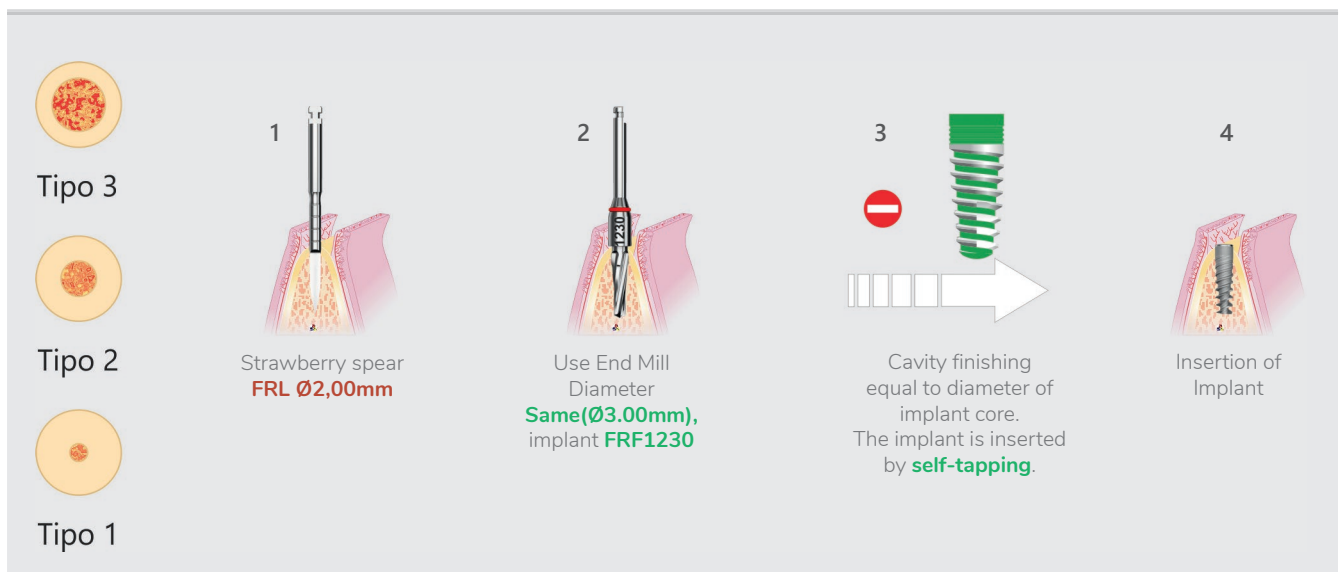 Tipo 3
Tipo 2
Tipo 1
1
1230
Strawberry spear
FRL Ø2,00mm
2
Use End Mill
Diameter
Same(Ø3.00mm),
implant FRF1230
3
Cavity finishing
equal to diameter of
implant core.
The implant is inserted
by self-tapping.
4
Insertion of
Implant